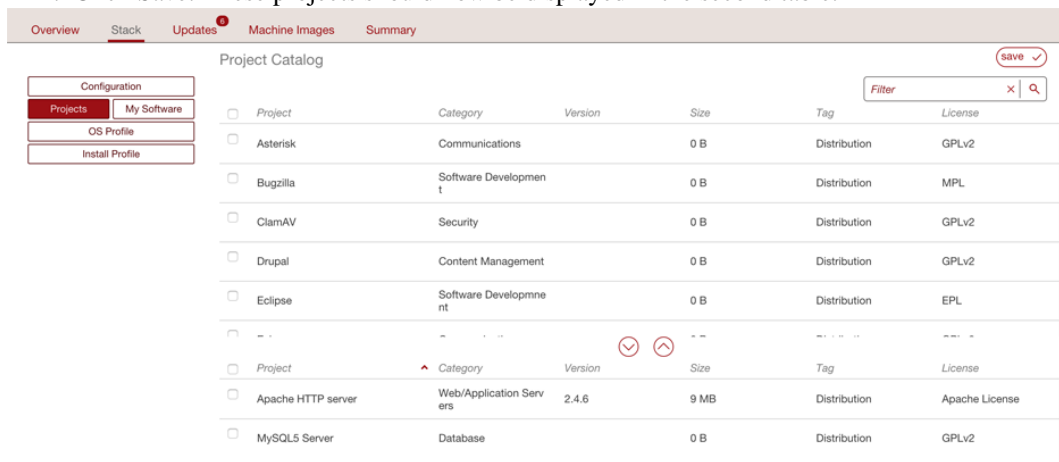 Overview Stack Updates 6 Machine Images Summary
Project Catalog save
Configuration
Filter
Projects My Software
Project Category Version Size Tag License
OS Profile
Asterisk Communications 0 B Distribution GPLv2
Install Profile
Bugzilla Software Developmen
t 0 B Distribution MPL
ClamAV Security 0 B Distribution GPLv2
Drupal Content Management 0 B Distribution GPLv2
Eclipse Software Developmne
nt 0 B Distribution EPL
Project Category Version Size Tag License
Apache HTTP server Web/Application Serv
ers 2.4.6 9 MB Distribution Apache License
MySQL5 Server Database 0 B Distribution GPLv2